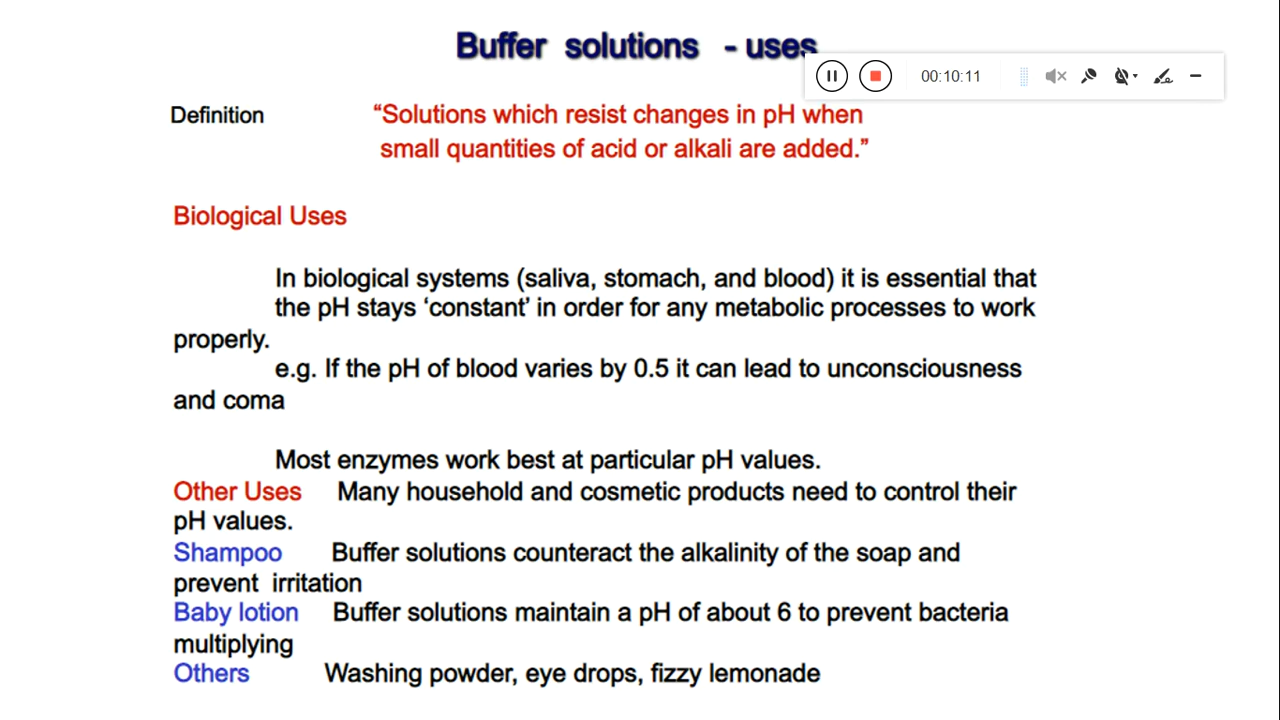 Buffer solutions - uses
00:10:11
Definition “Solutions which resist changes in pH when
small quantities of acid or alkali are added.”
Biological Uses
In biological systems (saliva, stomach, and blood) it is essential that
the pH stays ‘constant’ in order for any metabolic processes to work
properly.
e.g. If the pH of blood varies by 0.5 it can lead to unconsciousness
and coma
Most enzymes work best at particular pH values.
Other Uses Many household and cosmetic products need to control their
pH values.
Shampoo Buffer solutions counteract the alkalinity of the soap and
prevent irritation
Baby lotion Buffer solutions maintain a pH of about 6 to prevent bacteria
multiplying
Others Washing powder, eye drops, fizzy lemonade